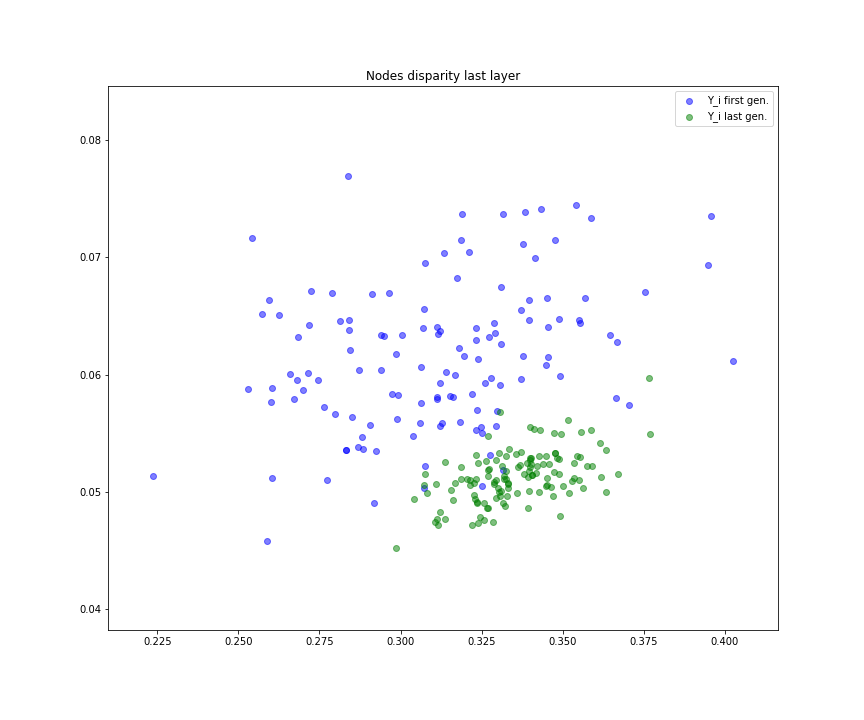 Nodes disparity last layer
Y_i first gen.
Y_i last gen.
0.08
0.07
0.06
0.05
0.04
0.225 0.250 0.275 0.300 0.325 0.350 0.375 0.400